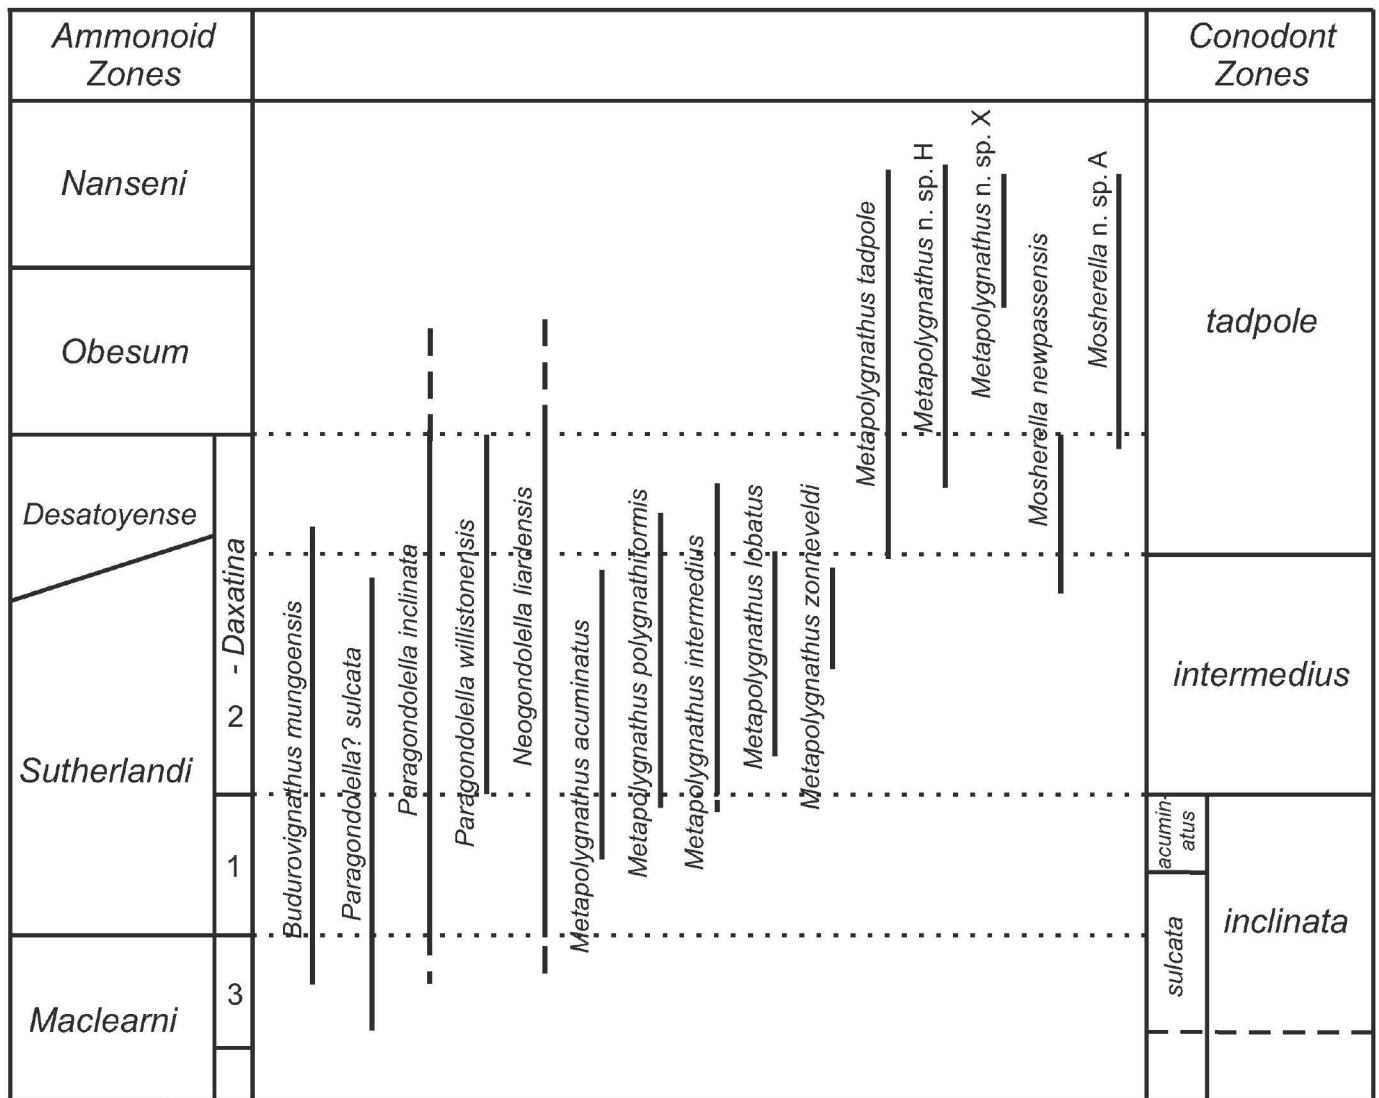 Ammonoid
Zones
Conodont
Zones
Nanseni
Obesum
Desatoyense
Sutherlandi
Maclearni
- Daxatina
2
1
3
Budurovignathus mungoensis
Paragondolella? sulcata
Paragondolella inclinata
Paragondolella willistonensis
Neogondolella liardensis
Metapolygnathus acuminatus
Metapolygnathus polygnathiformis
Metapolygnathus intermedius
Metapolygnathus lobatus
Metapolygnathus zonneveldi
Metapolygnathus tadpole
Metapolygnathus n. sp. H
Metapolygnathus n. sp. X
Mosherella newpassensis
Mosherella n. sp. A
tadpole
intermedius
acumin-
atus
sulcata
inclinata